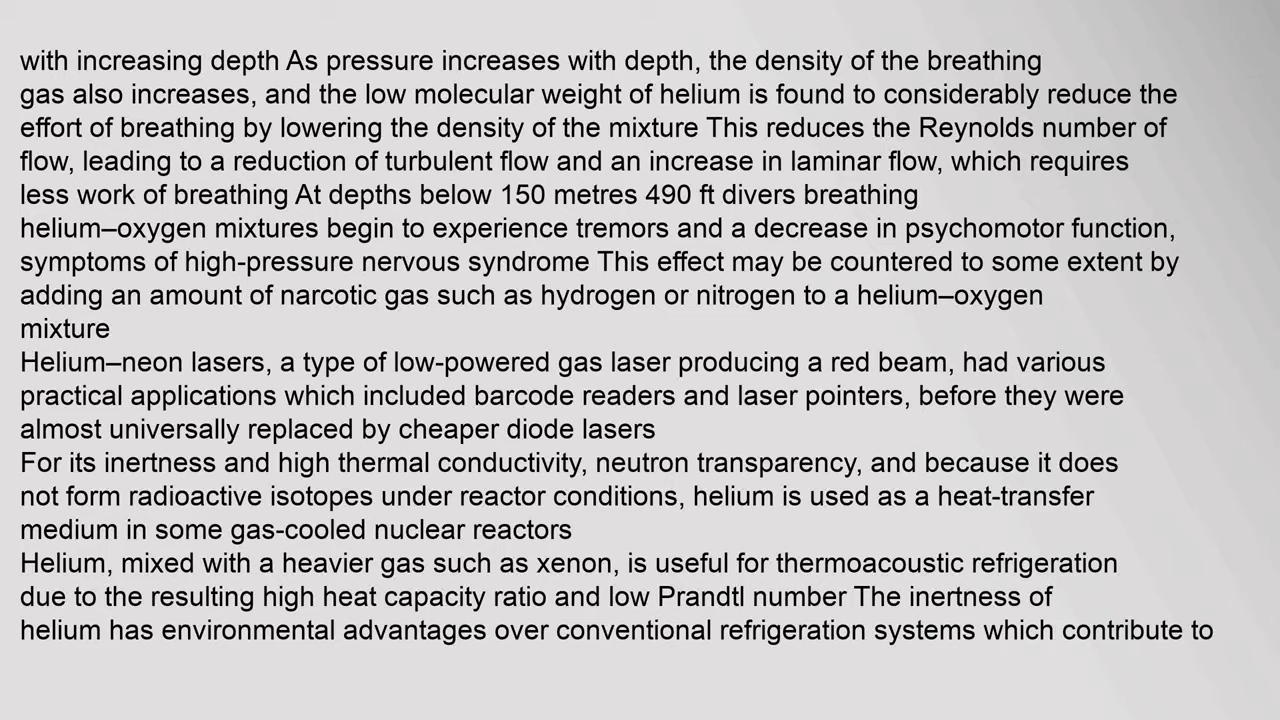 with increasing depth As pressure increases with depth, the density of the breathing
gas also increases, and the low molecular weight of helium is found to considerably reduce the
effort of breathing by lowering the density of the mixture This reduces the Reynolds number of
flow, leading to a reduction of turbulent flow and an increase in laminar flow, which requires
less work of breathing At depths below 150 metres 490 ft divers breathing
helium–oxygen mixtures begin to experience tremors and a decrease in psychomotor function,
symptoms of high-pressure nervous syndrome This effect may be countered to some extent by
adding an amount of narcotic gas such as hydrogen or nitrogen to a helium–oxygen
mixture
Helium–neon lasers, a type of low-powered gas laser producing a red beam, had various
practical applications which included barcode readers and laser pointers, before they were
almost universally replaced by cheaper diode lasers
For its inertness and high thermal conductivity, neutron transparency, and because it does
not form radioactive isotopes under reactor conditions, helium is used as a heat-transfer
medium in some gas-cooled nuclear reactors
Helium, mixed with a heavier gas such as xenon, is useful for thermoacoustic refrigeration
due to the resulting high heat capacity ratio and low Prandtl number The inertness of
helium has environmental advantages over conventional refrigeration systems which contribute to